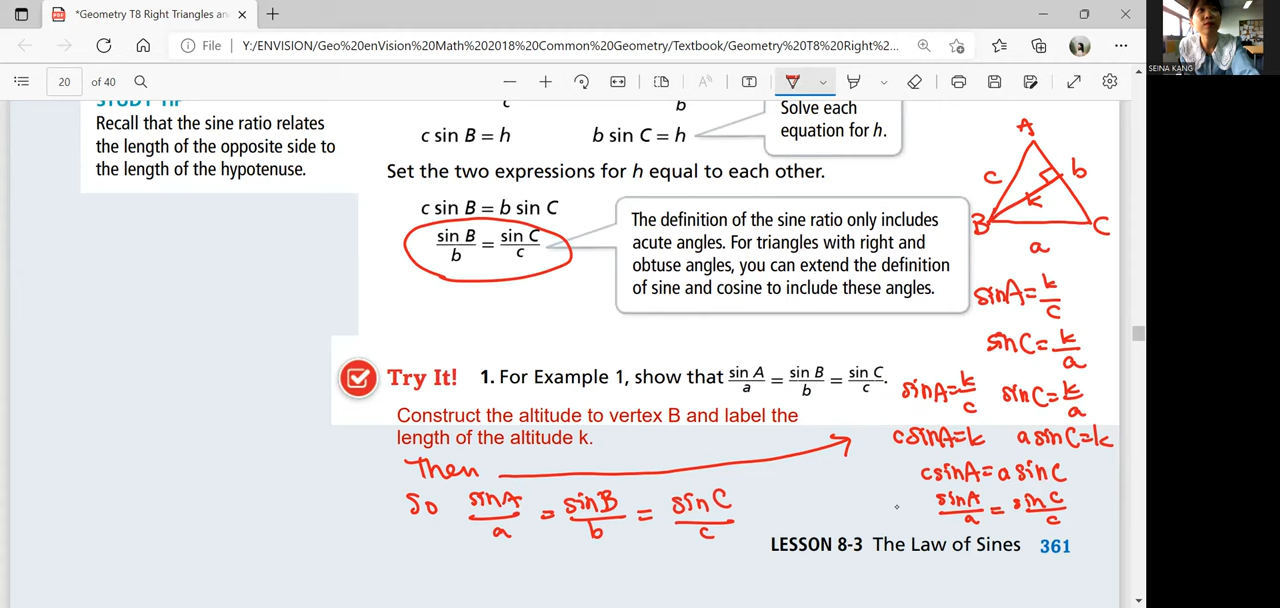 *Geometry T8 Right Triangles an
File Y:/ENVISION/Geo%20enVision%20Math%202018%20Common%20Geometry/Textbook/Geometry%20T8%20Right%2...
SEINA KANG
20 of 40
STUDY TIP
Recall that the sine ratio relates
the length of the opposite side to
the length of the hypotenuse.
c b
c sin B = h b sin C = h
Solve each
equation for h.
Set the two expressions for h equal to each other.
c sin B = b sin C
sin B/b = sin C/c
The definition of the sine ratio only includes
acute angles. For triangles with right and
obtuse angles, you can extend the definition
of sine and cosine to include these angles.
A
c b
k
B C
a
sinA = k/c
sinC = k/a
sinA = k/c sinC = k/a
csinA = k asinC = k
csinA = a sinC
sinA/a = sinC/c
Try It! 1. For Example 1, show that sin A/a = sin B/b = sin C/c.
Construct the altitude to vertex B and label the
length of the altitude k.
Then
So sinA/a = sinB/b = sinC/c
LESSON 8-3 The Law of Sines 361